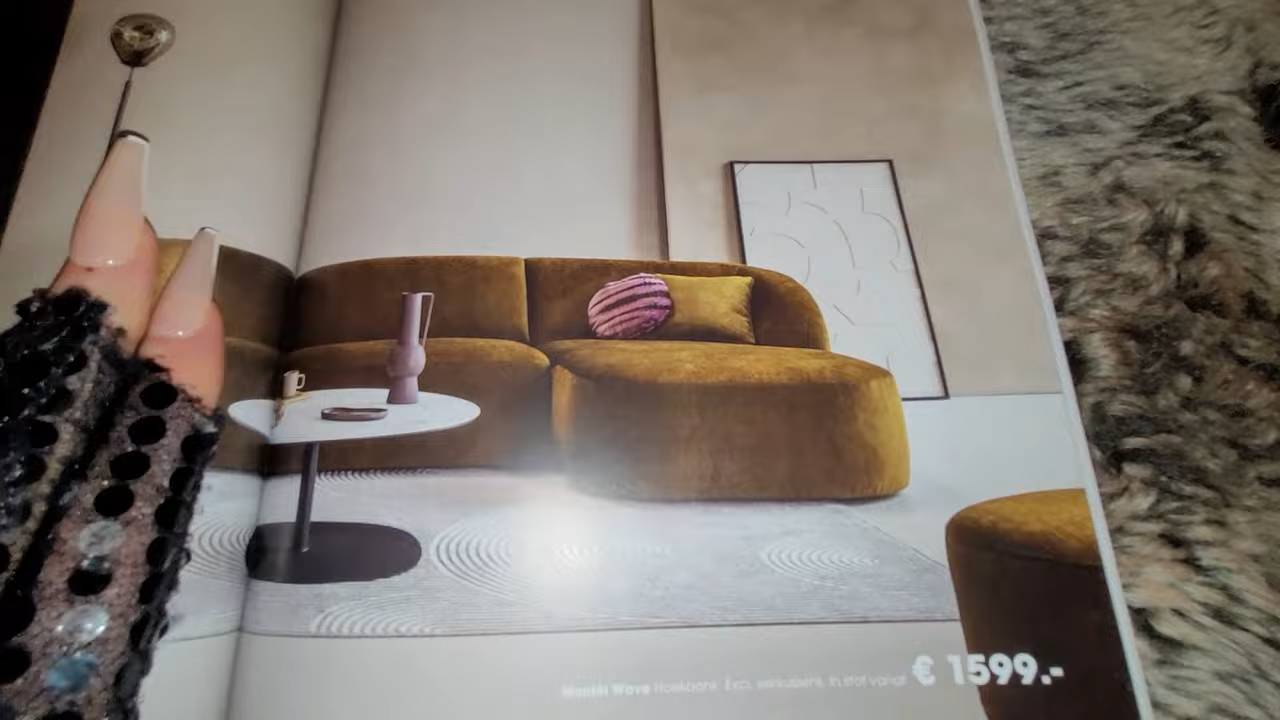 Wave Hoekbank. Excl. sierkussens. In stof vanaf € 1599.-